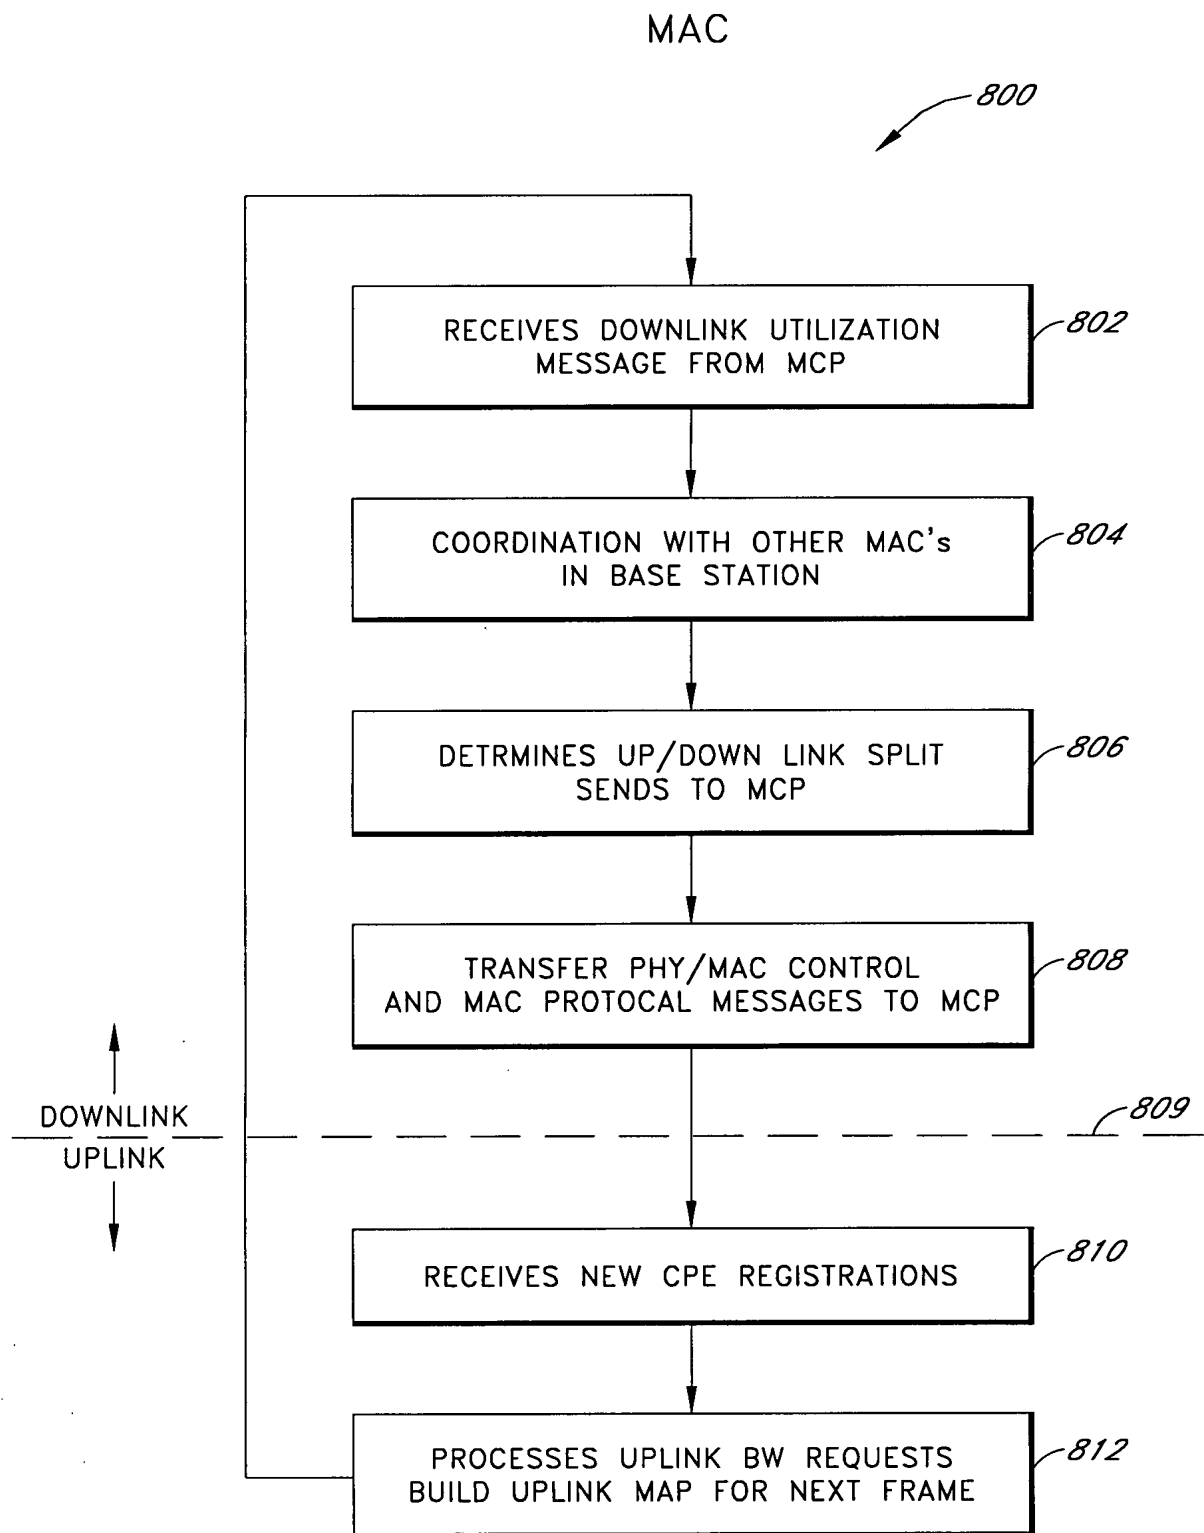 MAC
800
RECEIVES DOWNLINK UTILIZATION
MESSAGE FROM MCP
802
COORDINATION WITH OTHER MAC's
IN BASE STATION
804
DETRMINES UP/DOWN LINK SPLIT
SENDS TO MCP
806
TRANSFER PHY/MAC CONTROL
AND MAC PROTOCAL MESSAGES TO MCP
808
DOWNLINK
809
UPLINK
RECEIVES NEW CPE REGISTRATIONS
810
PROCESSES UPLINK BW REQUESTS
BUILD UPLINK MAP FOR NEXT FRAME
812